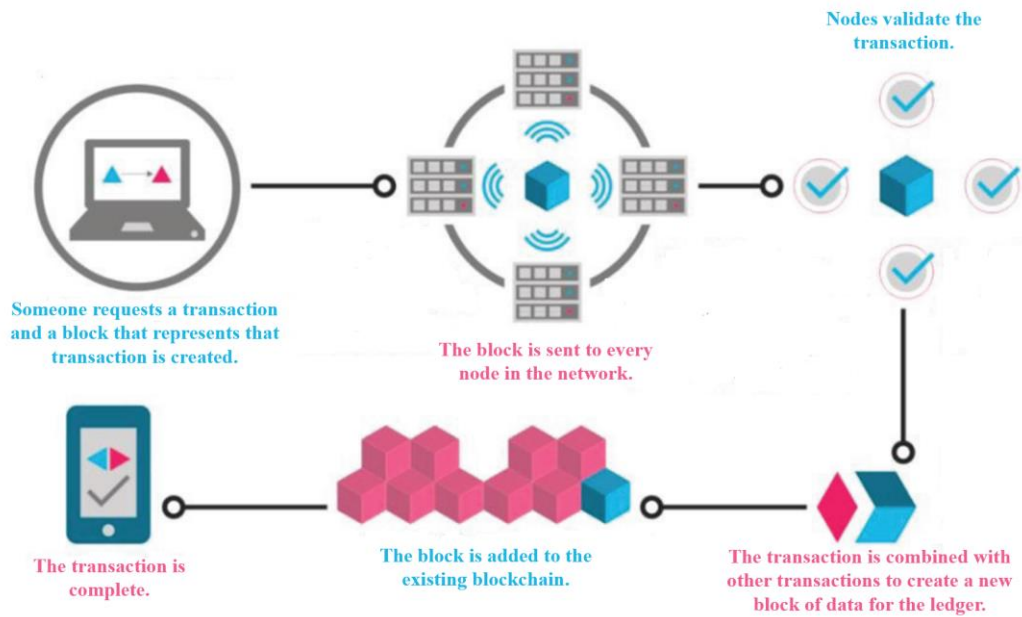 Someone requests a transaction
and a block that represents that
transaction is created.
The block is sent to every
node in the network.
Nodes validate the
transaction.
The transaction is combined with
other transactions to create a new
block of data for the ledger.
The block is added to the
existing blockchain.
The transaction is
complete.